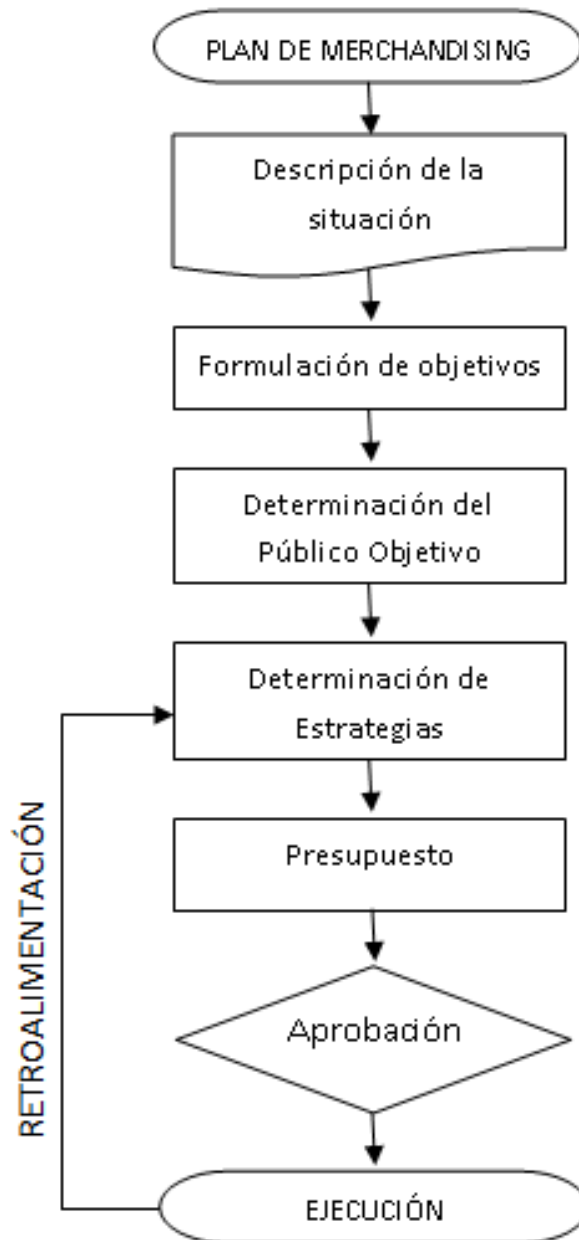 PLAN DE MERCHANDISING
Descripción de la
situación
Formulación de objetivos
Determinación del
Público Objetivo
Determinación de
Estrategias
Presupuesto
Aprobación
EJECUCIÓN
RETROALIMENTACIÓN